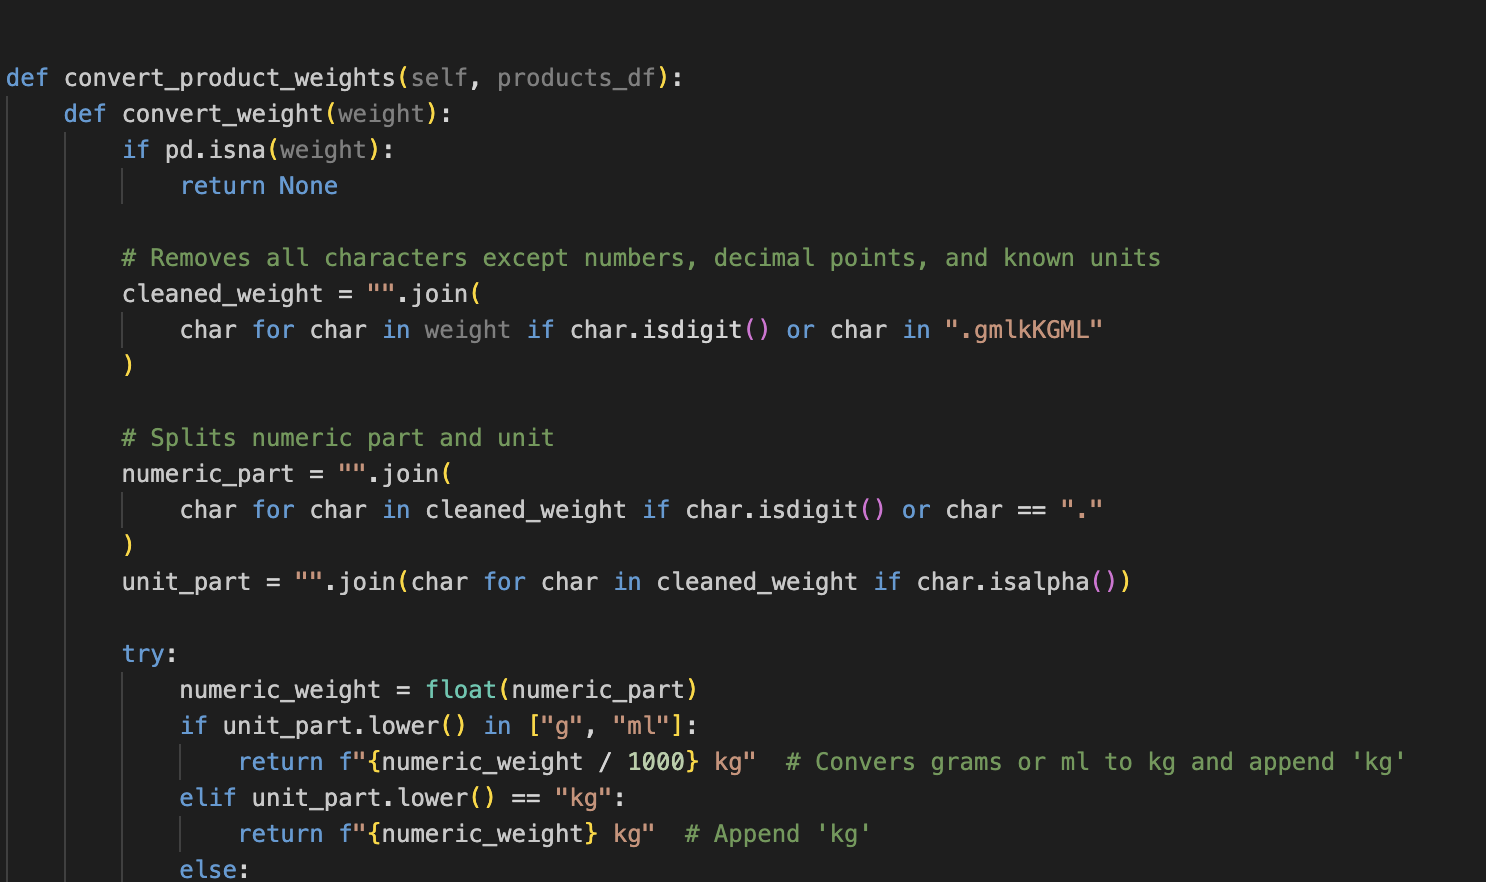 def convert_product_weights(self, products_df):
    def convert_weight(weight):
        if pd.isna(weight):
            return None

        # Removes all characters except numbers, decimal points, and known units
        cleaned_weight = "".join(
            char for char in weight if char.isdigit() or char in ".gmlkKGML"
        )

        # Splits numeric part and unit
        numeric_part = "".join(
            char for char in cleaned_weight if char.isdigit() or char == "."
        )
        unit_part = "".join(char for char in cleaned_weight if char.isalpha())

        try:
            numeric_weight = float(numeric_part)
            if unit_part.lower() in ["g", "ml"]:
                return f"{numeric_weight / 1000} kg"  # Convers grams or ml to kg and append 'kg'
            elif unit_part.lower() == "kg":
                return f"{numeric_weight} kg"  # Append 'kg'
            else: